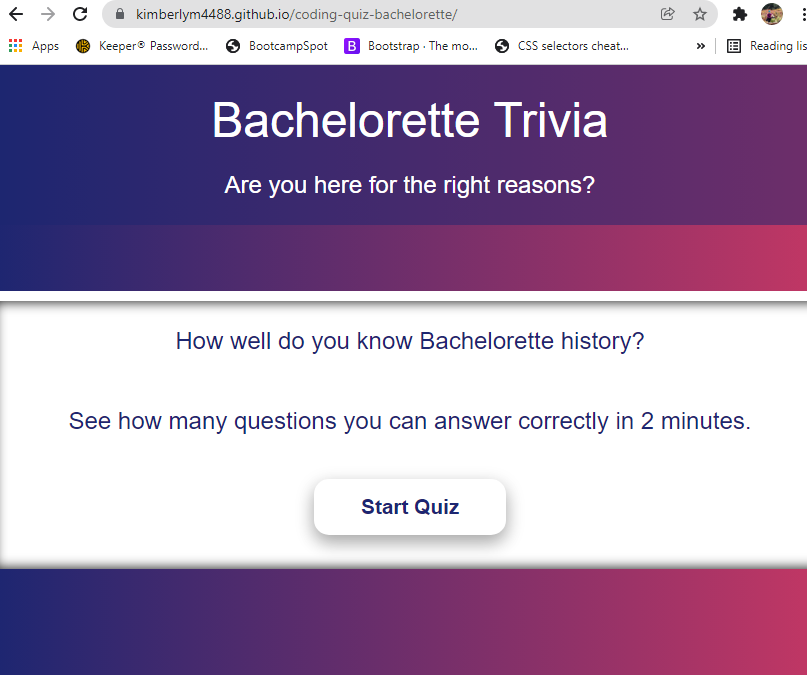 kimberlym4488.github.io/coding-quiz-bachelorette/
Apps Keeper® Password... BootcampSpot B Bootstrap · The mo... CSS selectors cheat... » Reading lis
Bachelorette Trivia
Are you here for the right reasons?
How well do you know Bachelorette history?
See how many questions you can answer correctly in 2 minutes.
Start Quiz